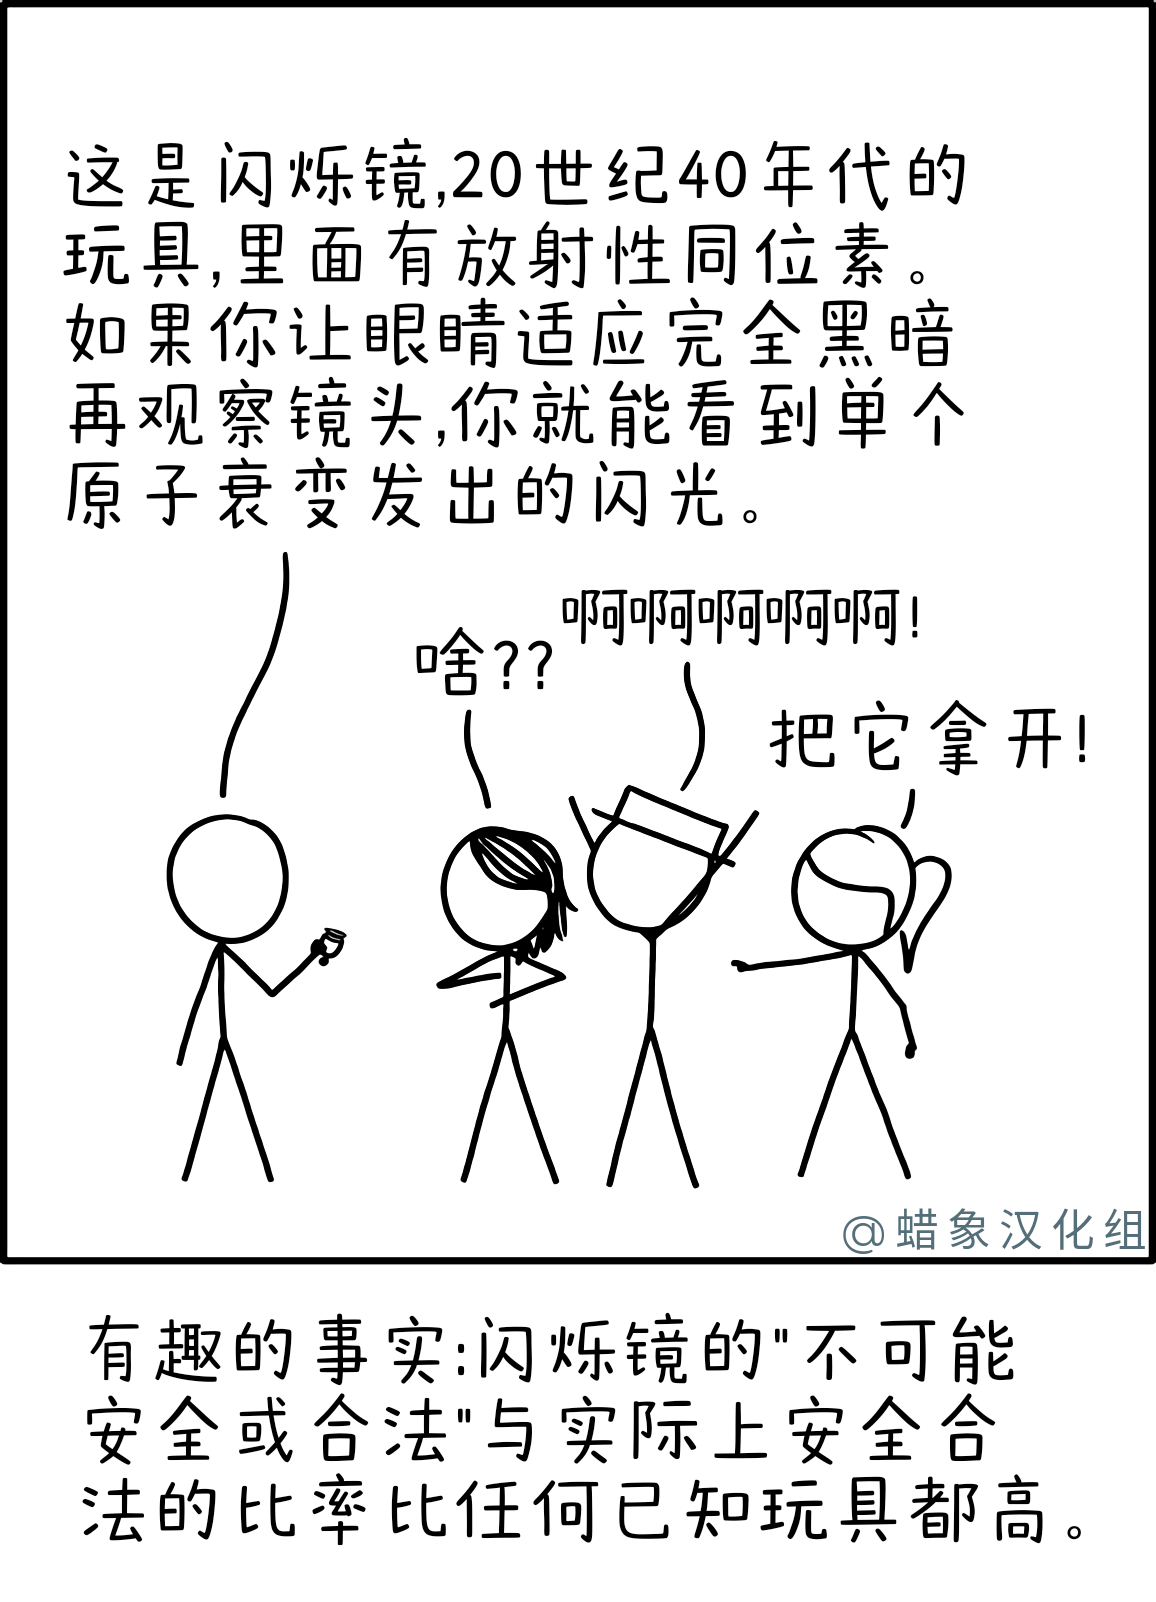 这是闪烁镜,20世纪40年代的
玩具,里面有放射性同位素。
如果你让眼睛适应完全黑暗
再观察镜头,你就能看到单个
原子衰变发出的闪光。
啥??
啊啊啊啊啊!
把它拿开!
@蜡象汉化组
有趣的事实:闪烁镜的"不可能
安全或合法"与实际上安全合
法的比率比任何已知玩具都高。